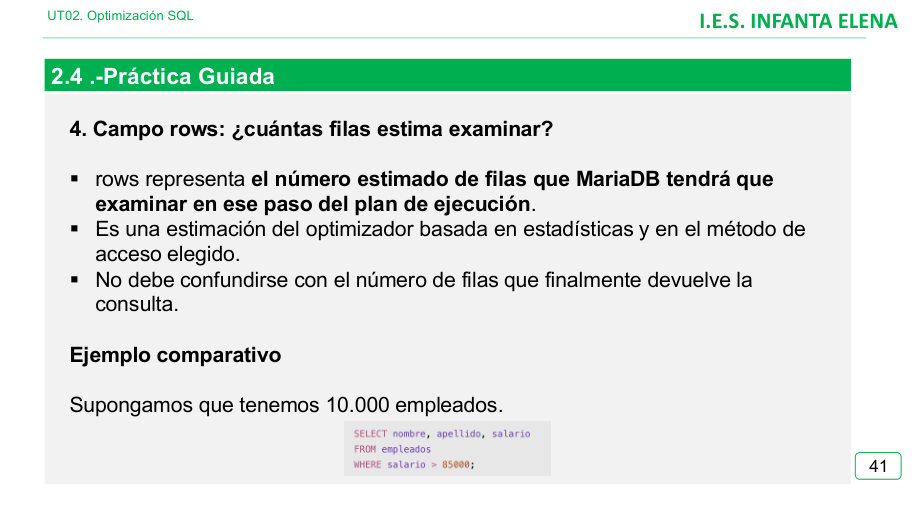 UT02. Optimización SQL
I.E.S. INFANTA ELENA
2.4 .-Práctica Guiada
4. Campo rows: ¿cuántas filas estima examinar?
▪ rows representa el número estimado de filas que MariaDB tendrá que
examinar en ese paso del plan de ejecución.
▪ Es una estimación del optimizador basada en estadísticas y en el método de
acceso elegido.
▪ No debe confundirse con el número de filas que finalmente devuelve la
consulta.
Ejemplo comparativo
Supongamos que tenemos 10.000 empleados.
SELECT nombre, apellido, salario
FROM empleados
WHERE salario > 85000;
41